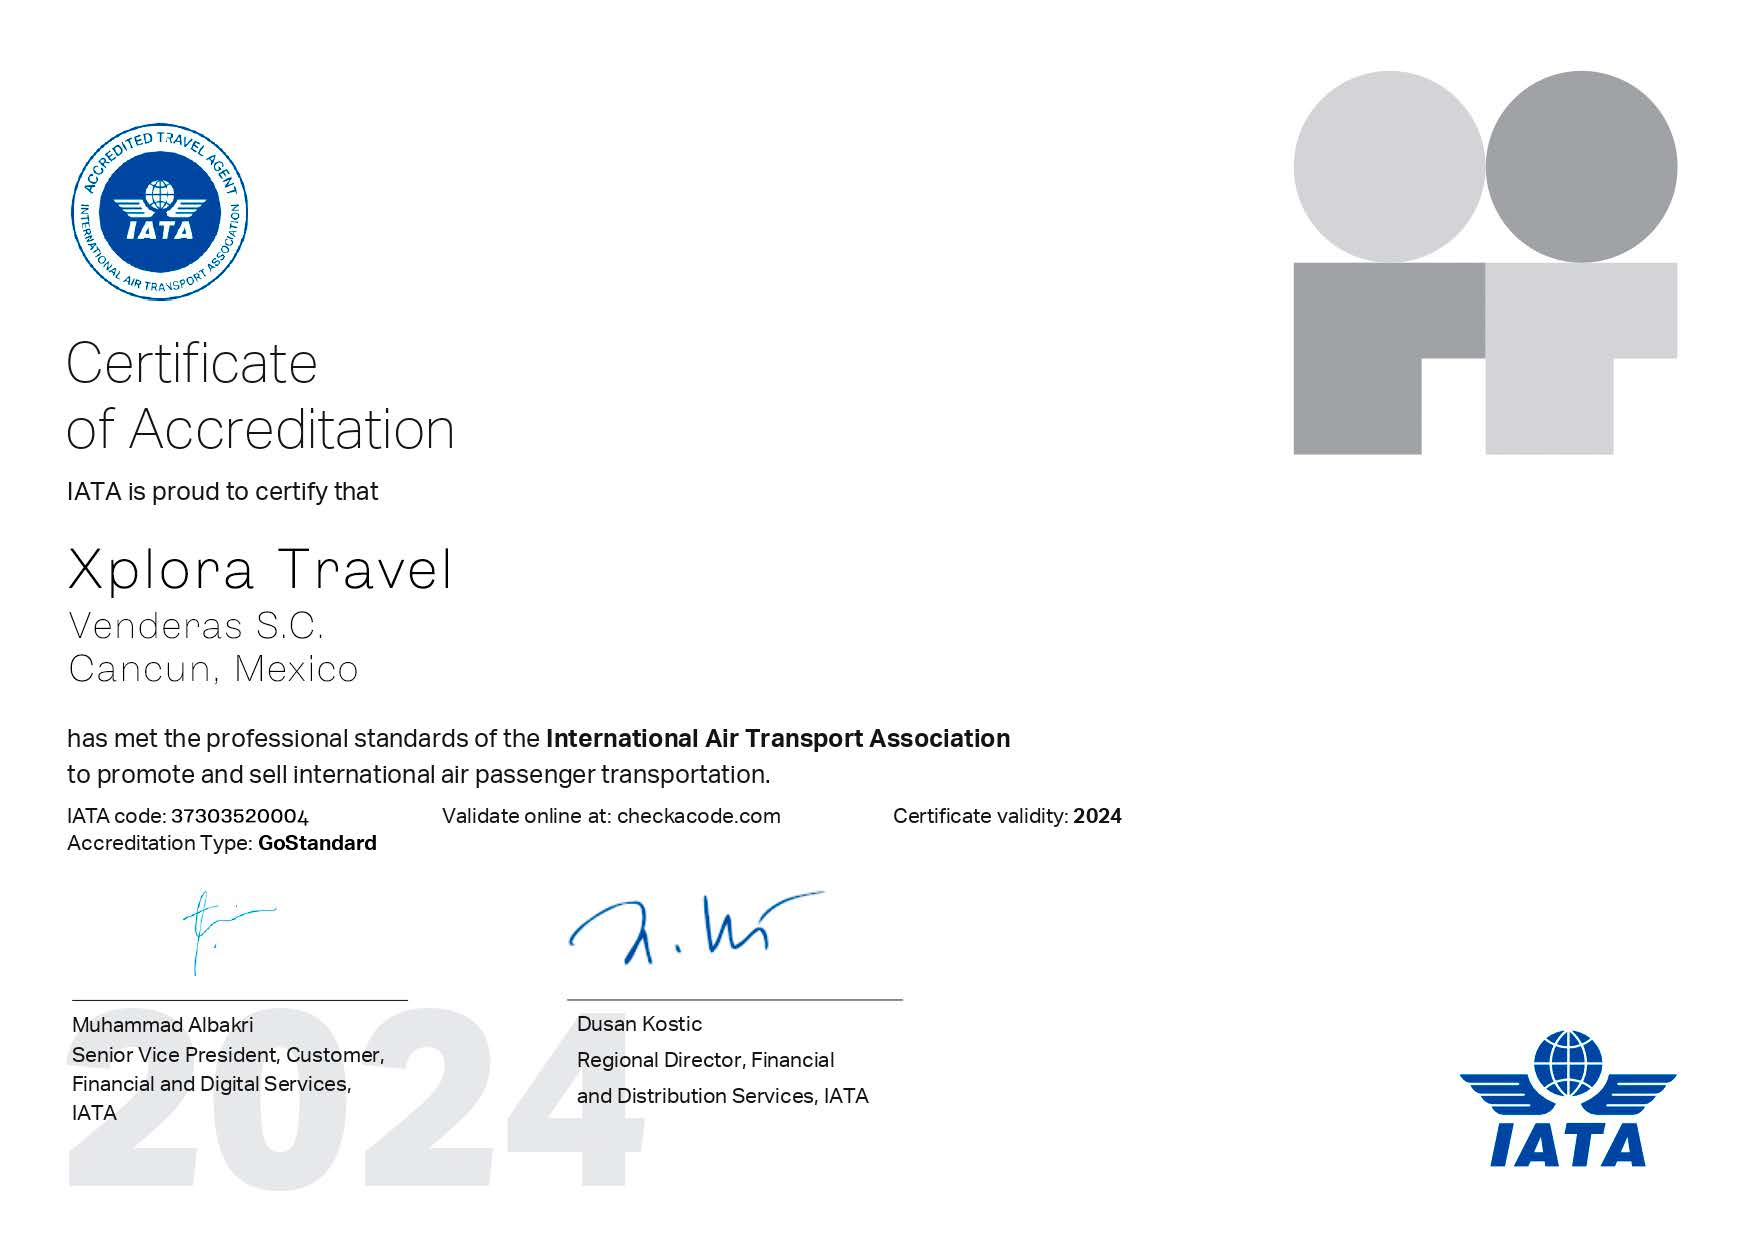 ACCREDITED TRAVEL AGENT
INTERNATIONAL AIR TRANSPORT ASSOCIATION
IATA
Certificate
of Accreditation
IATA is proud to certify that
Xplora Travel
Venderas S.C.
Cancun, Mexico
has met the professional standards of the International Air Transport Association
to promote and sell international air passenger transportation.
IATA code: 37303520004 Validate online at: checkacode.com Certificate validity: 2024
Accreditation Type: GoStandard
Muhammad Albakri
Senior Vice President, Customer,
Financial and Digital Services,
IATA
Dusan Kostic
Regional Director, Financial
and Distribution Services, IATA
2024
IATA